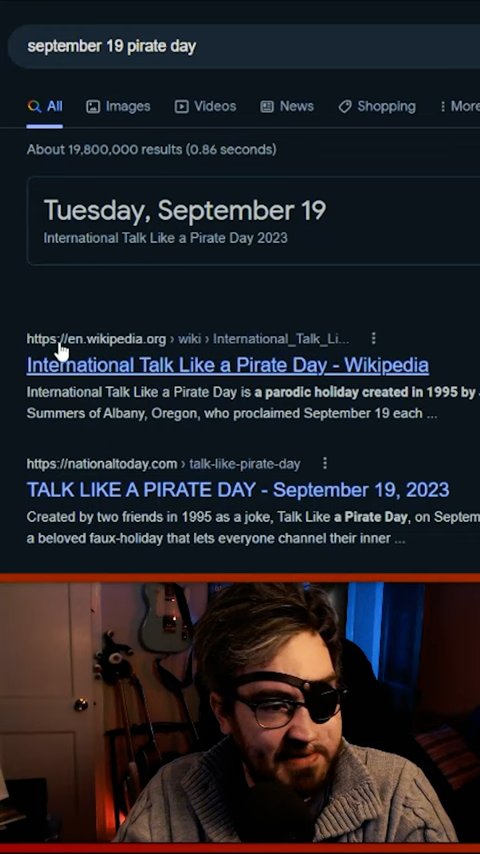 september 19 pirate day
All Images Videos News Shopping More
About 19,800,000 results (0.86 seconds)
Tuesday, September 19
International Talk Like a Pirate Day 2023
https://en.wikipedia.org › wiki › International_Talk_Li...
International Talk Like a Pirate Day - Wikipedia
International Talk Like a Pirate Day is a parodic holiday created in 1995 by
Summers of Albany, Oregon, who proclaimed September 19 each ...
https://nationaltoday.com › talk-like-pirate-day
TALK LIKE A PIRATE DAY - September 19, 2023
Created by two friends in 1995 as a joke, Talk Like a Pirate Day, on Septem
a beloved faux-holiday that lets everyone channel their inner ...